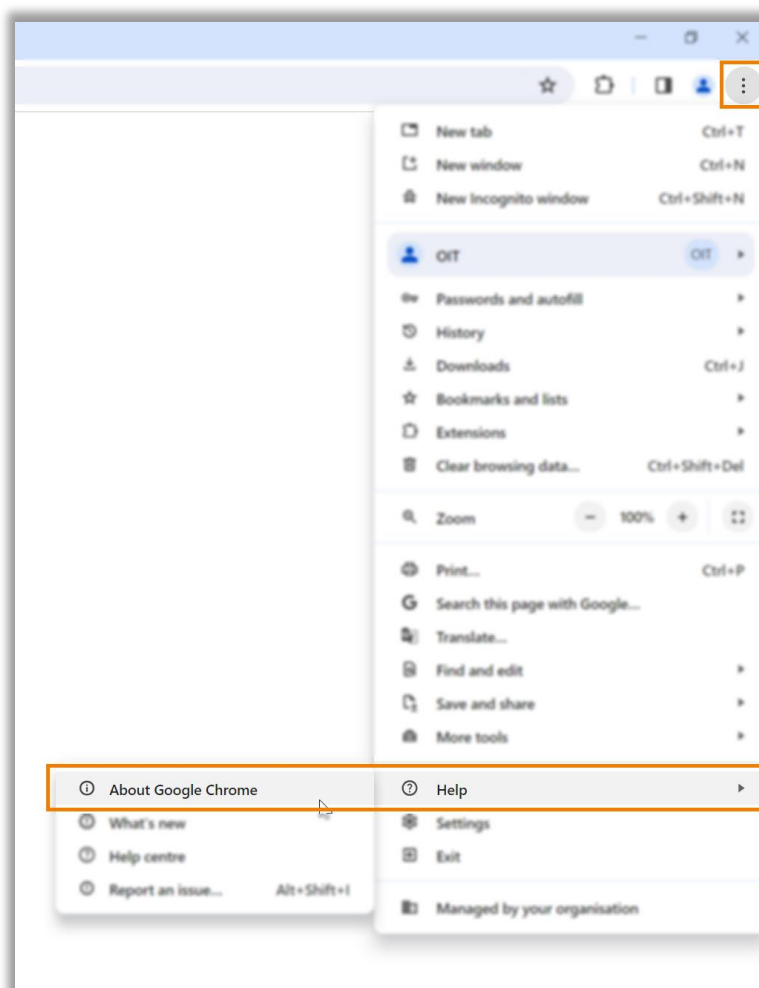 New tab Ctrl+T
New window Ctrl+N
New Incognito window Ctrl+Shift+N
OIT OIT
Passwords and autofill
History
Downloads Ctrl+J
Bookmarks and lists
Extensions
Clear browsing data... Ctrl+Shift+Del
Zoom − 100% +
Print... Ctrl+P
Search this page with Google...
Translate...
Find and edit
Save and share
More tools
About Google Chrome
Help
What's new
Settings
Help centre
Exit
Report an issue... Alt+Shift+I
Managed by your organisation